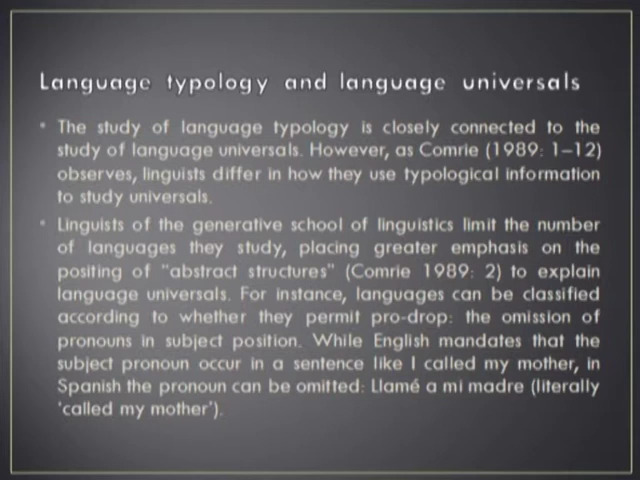 Language typology and language universals
• The study of language typology is closely connected to the
study of language universals. However, as Comrie (1989: 1–12)
observes, linguists differ in how they use typological information
to study universals.
• Linguists of the generative school of linguistics limit the number
of languages they study, placing greater emphasis on the
positing of "abstract structures" (Comrie 1989: 2) to explain
language universals. For instance, languages can be classified
according to whether they permit pro-drop: the omission of
pronouns in subject position. While English mandates that the
subject pronoun occur in a sentence like I called my mother, in
Spanish the pronoun can be omitted: Llamé a mi madre (literally
'called my mother').